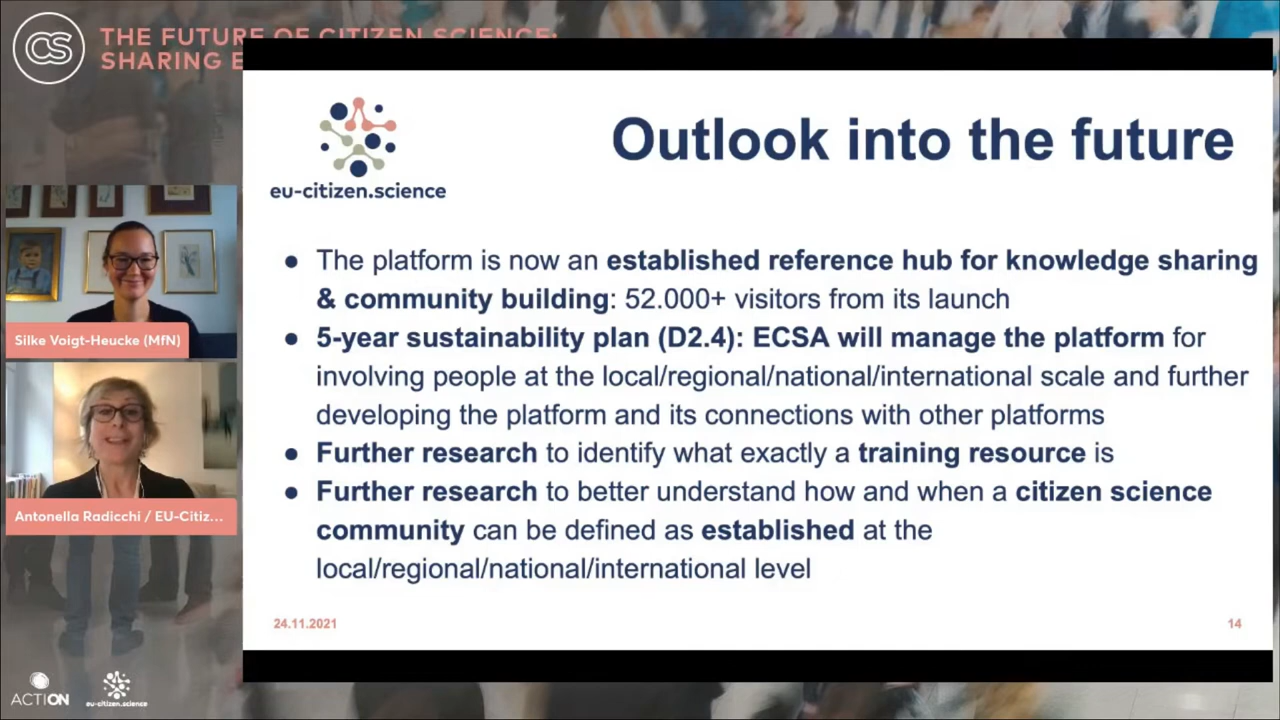 THE FUTURE OF CITIZEN SCIENCE:
SHARING E
eu-citizen.science
Outlook into the future
● The platform is now an established reference hub for knowledge sharing
& community building: 52.000+ visitors from its launch
● 5-year sustainability plan (D2.4): ECSA will manage the platform for
involving people at the local/regional/national/international scale and further
developing the platform and its connections with other platforms
● Further research to identify what exactly a training resource is
● Further research to better understand how and when a citizen science
community can be defined as established at the
local/regional/national/international level
24.11.2021
14
Silke Voigt-Heucke (MfN)
Antonella Radicchi / EU-Citiz...
ACTION
eu-citizen.science
CS